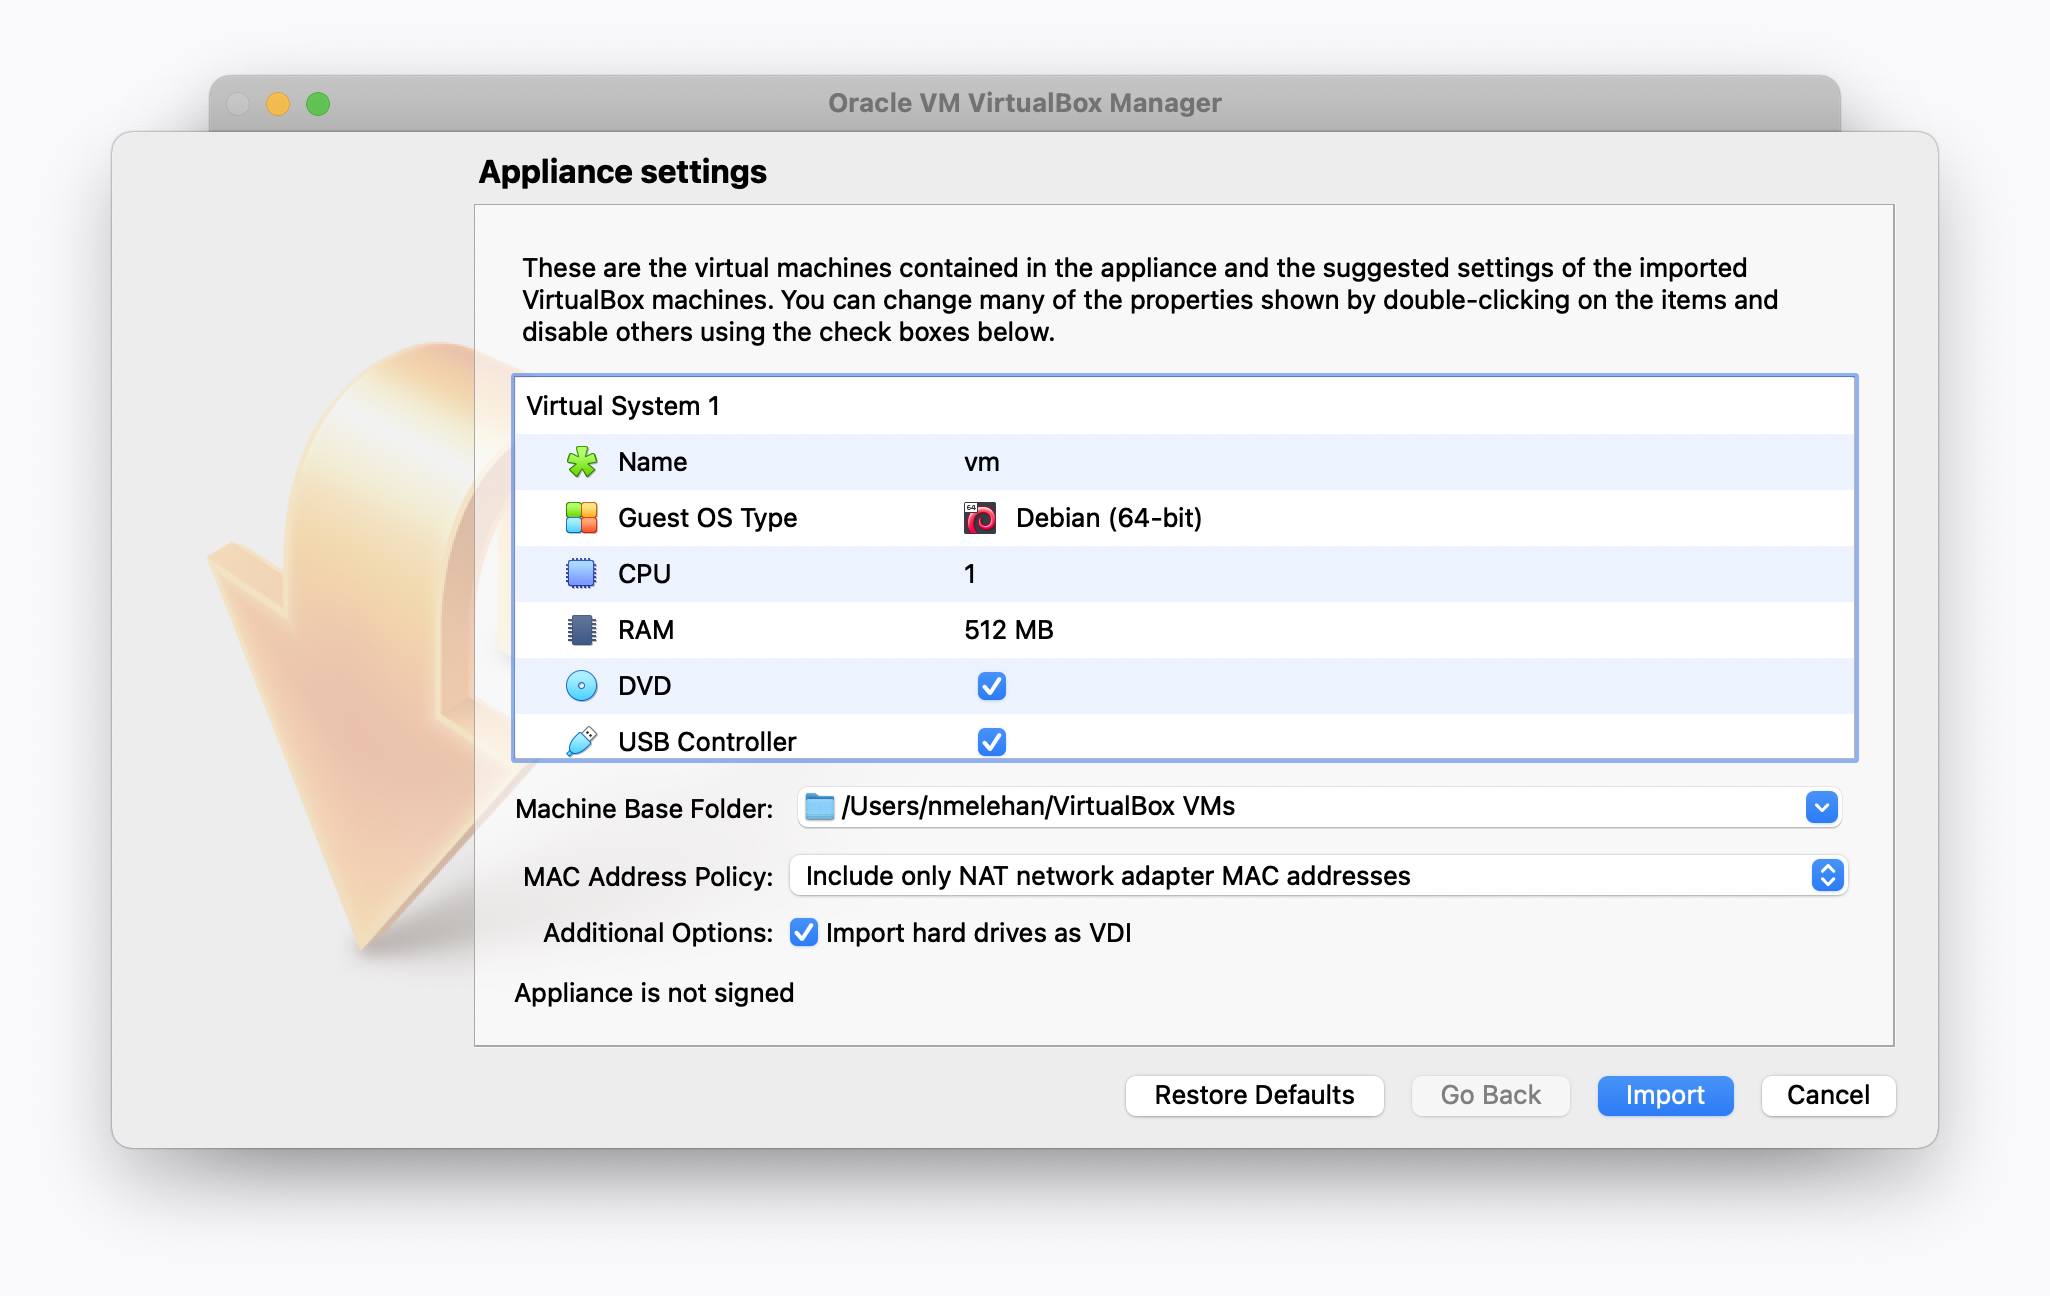 Oracle VM VirtualBox Manager
Appliance settings
These are the virtual machines contained in the appliance and the suggested settings of the imported
VirtualBox machines. You can change many of the properties shown by double-clicking on the items and
disable others using the check boxes below.
Virtual System 1
Name vm
Guest OS Type 64 Debian (64-bit)
CPU 1
RAM 512 MB
DVD
USB Controller
Machine Base Folder: /Users/nmelehan/VirtualBox VMs
MAC Address Policy: Include only NAT network adapter MAC addresses
Additional Options: Import hard drives as VDI
Appliance is not signed
Restore Defaults Go Back Import Cancel